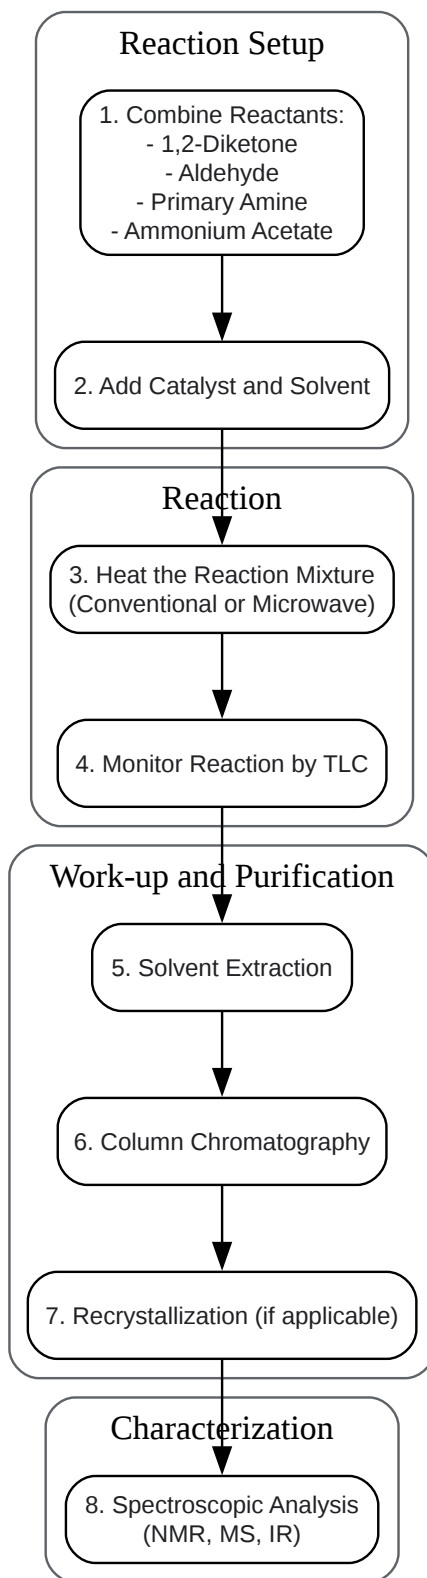 Reaction Setup
1. Combine Reactants:
- 1,2-Diketone
- Aldehyde
- Primary Amine
- Ammonium Acetate
2. Add Catalyst and Solvent
Reaction
3. Heat the Reaction Mixture
(Conventional or Microwave)
4. Monitor Reaction by TLC
Work-up and Purification
5. Solvent Extraction
6. Column Chromatography
7. Recrystallization (if applicable)
Characterization
8. Spectroscopic Analysis
(NMR, MS, IR)